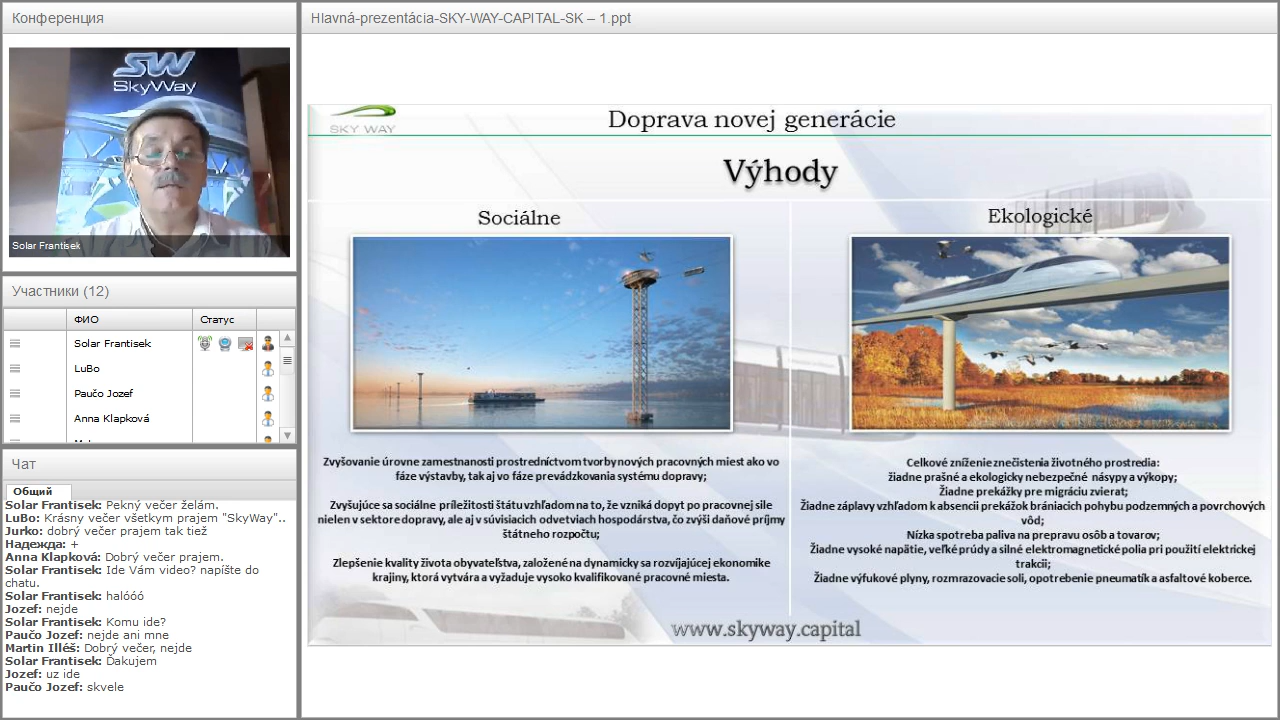 Конференция
SW
SkyWay
Solar Frantisek
Участники (12)
ФИО
Статус
Solar Frantisek
LuBo
Paučo Jozef
Anna Klapková
Чат
Общий
Solar Frantisek: Pekný večer želám.
LuBo: Krásny večer všetkym prajem "SkyWay"..
Jurko: dobrý večer prajem tak tiež
Надежда: +
Anna Klapková: Dobrý večer prajem.
Solar Frantisek: Ide Vám video? napíšte do
chatu.
Solar Frantisek: halóóó
Jozef: nejde
Solar Frantisek: Komu ide?
Paučo Jozef: nejde ani mne
Martin Illéš: Dobrý večer, nejde
Solar Frantisek: Ďakujem
Jozef: uz ide
Paučo Jozef: skvele
Hlavná-prezentácia-SKY-WAY-CAPITAL-SK – 1.ppt
SKY WAY
Doprava novej generácie
Výhody
Sociálne
Zvyšovanie úrovne zamestnanosti prostredníctvom tvorby nových pracovných miest ako vo
fáze výstavby, tak aj vo fáze prevádzkovania systému dopravy;
Zvyšujúce sa sociálne príležitosti štátu vzhľadom na to, že vzniká dopyt po pracovnej sile
nielen v sektore dopravy, ale aj v súvisiacich odvetviach hospodárstva, čo zvýši daňové príjmy
štátneho rozpočtu;
Zlepšenie kvality života obyvateľstva, založené na dynamicky sa rozvíjajúcej ekonomike
krajiny, ktorá vytvára a vyžaduje vysoko kvalifikované pracovné miesta.
Ekologické
Celkové zníženie znečistenia životného prostredia:
žiadne prašné a ekologicky nebezpečné násypy a výkopy;
Žiadne prekážky pre migráciu zvierat;
Žiadne záplavy vzhľadom k absencii prekážok brániacich pohybu podzemných a povrchových
vôd;
Nízka spotreba paliva na prepravu osôb a tovarov;
Žiadne vysoké napätie, veľké prúdy a silné elektromagnetické polia pri použití elektrickej
trakcii;
Žiadne výfukové plyny, rozmrazovacie soli, opotrebenie pneumatík a asfaltové koberce.
www.skyway.capital